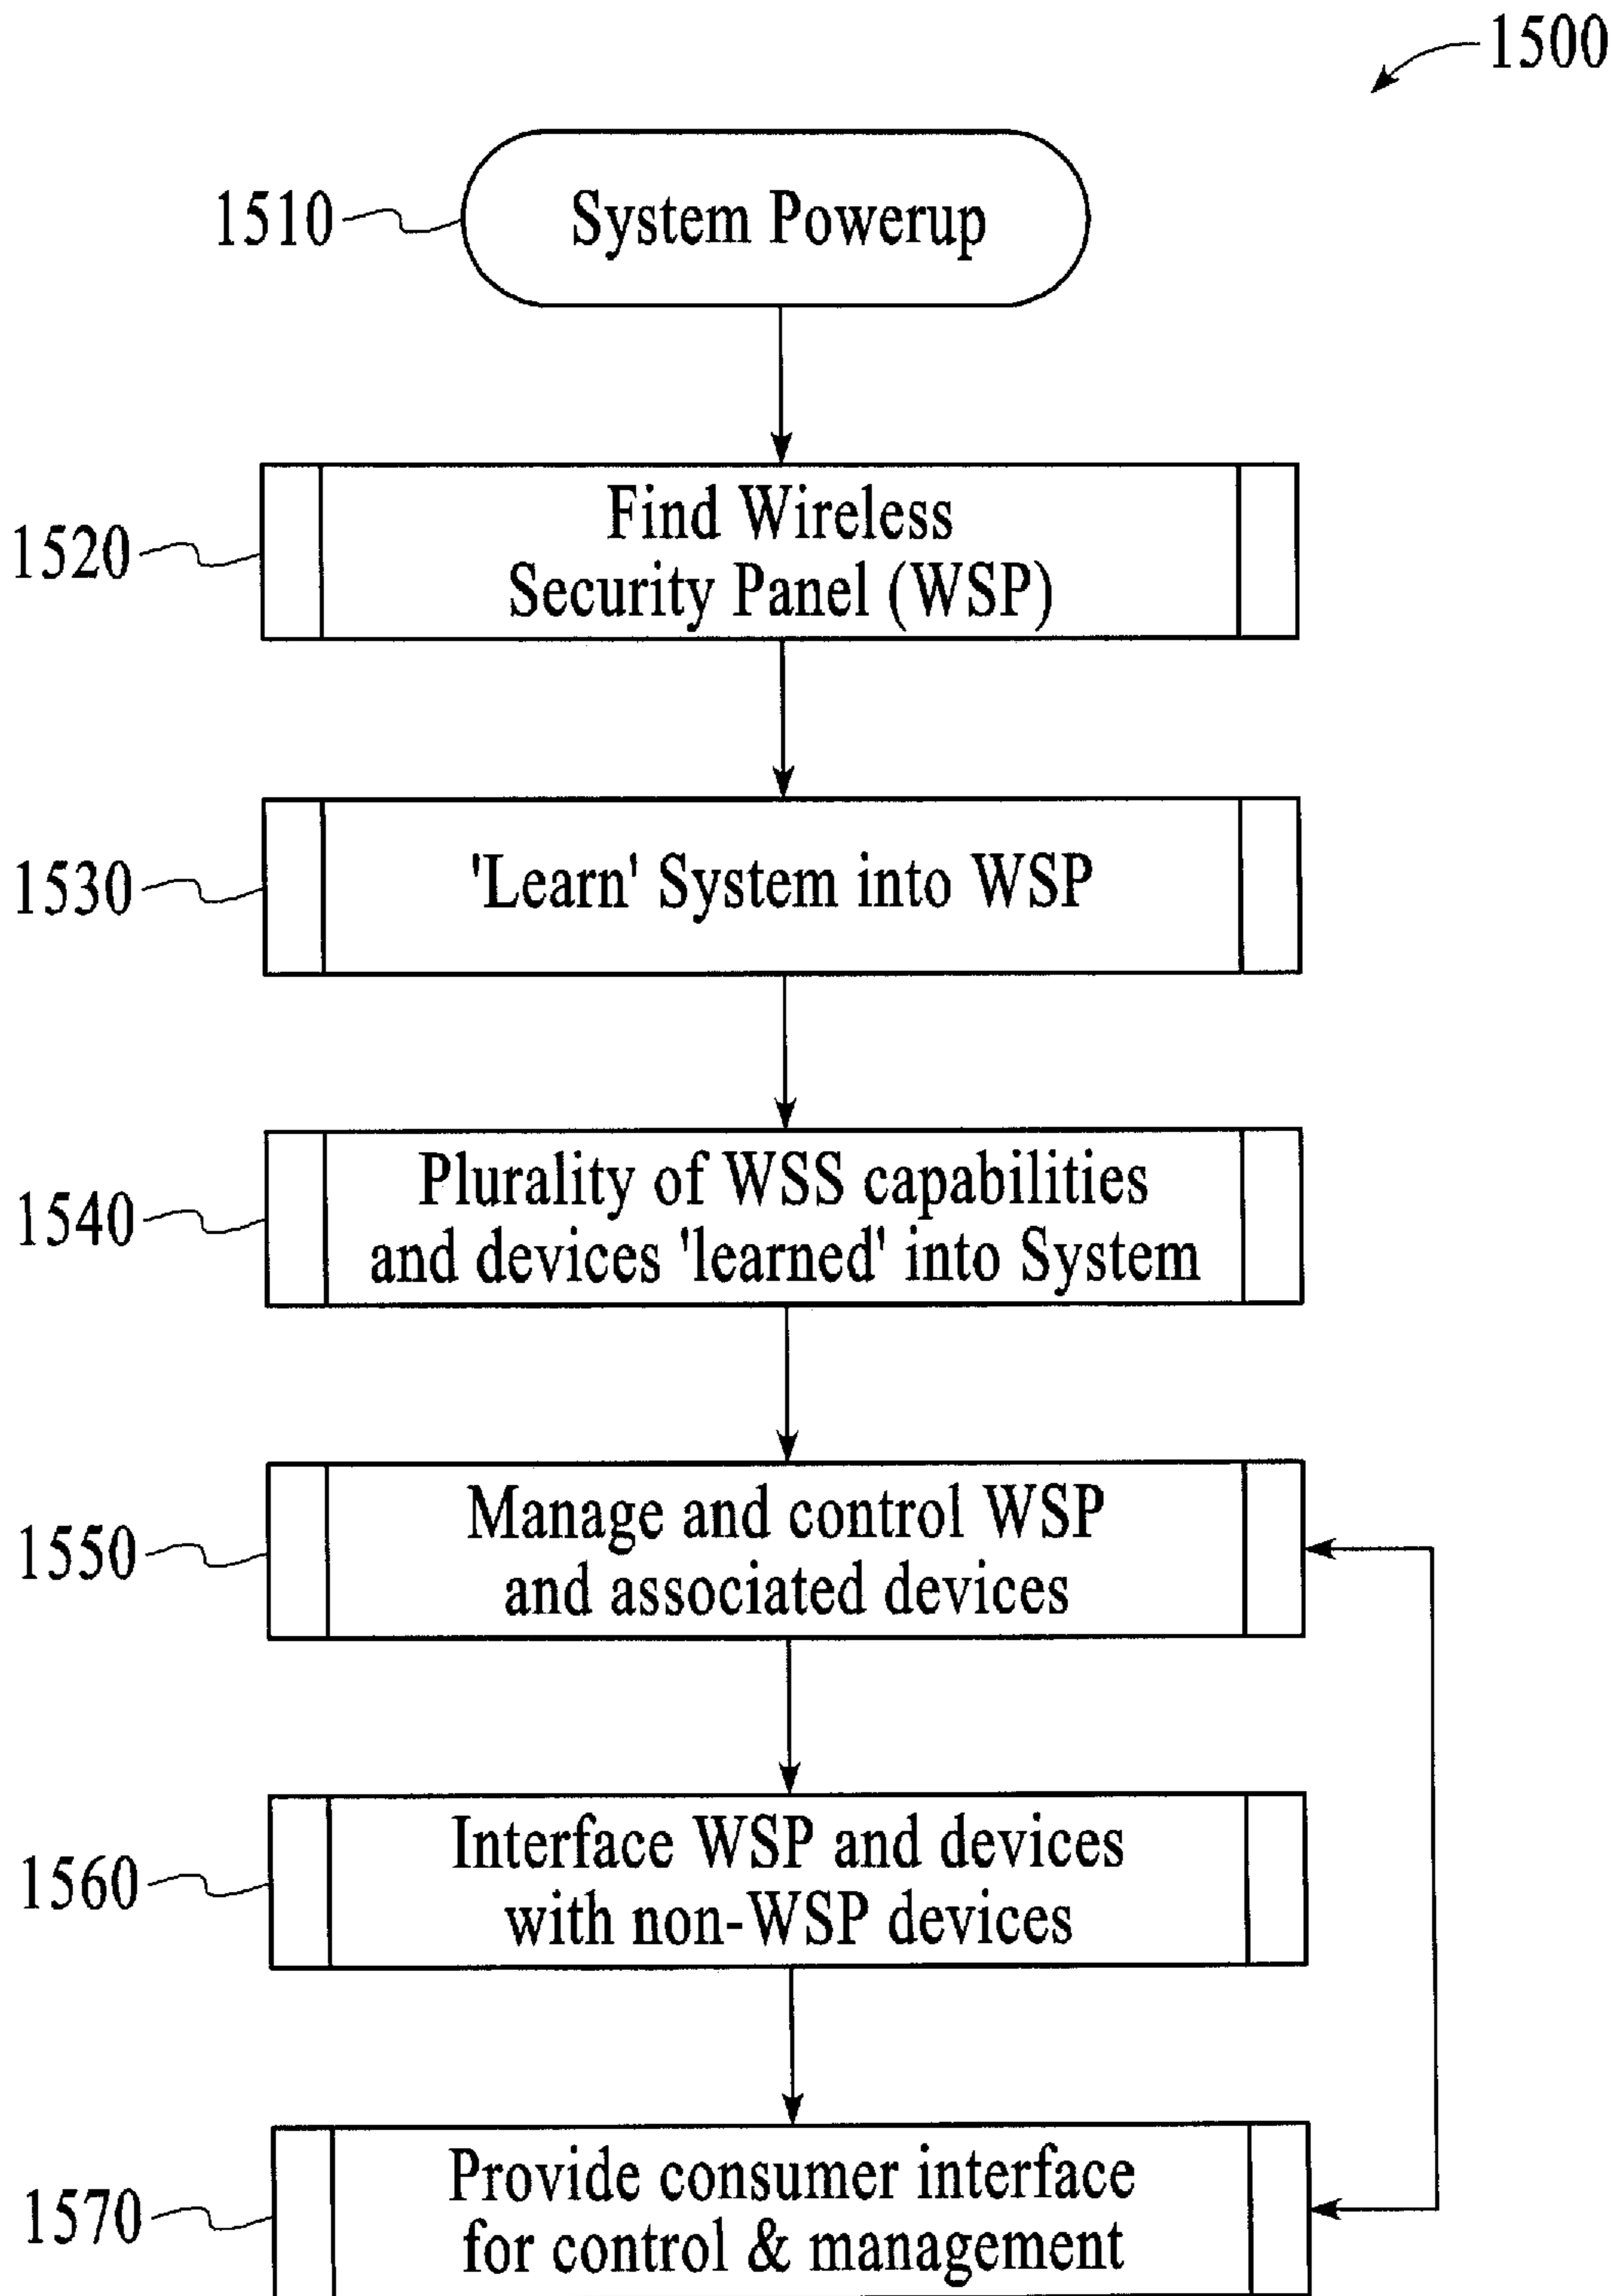 1500
1510
System Powerup
1520
Find Wireless
Security Panel (WSP)
1530
'Learn' System into WSP
1540
Plurality of WSS capabilities
and devices 'learned' into System
1550
Manage and control WSP
and associated devices
1560
Interface WSP and devices
with non-WSP devices
1570
Provide consumer interface
for control & management